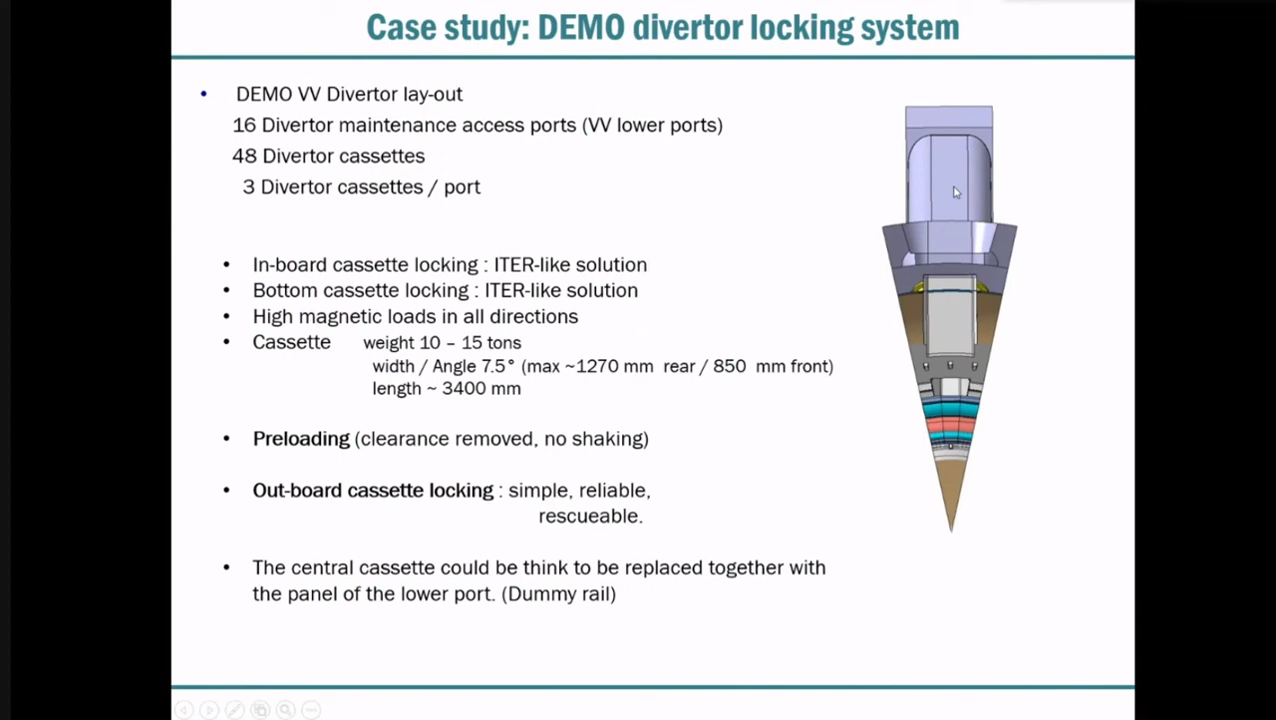 Case study: DEMO divertor locking system
• DEMO VV Divertor lay-out
16 Divertor maintenance access ports (VV lower ports)
48 Divertor cassettes
3 Divertor cassettes / port
• In-board cassette locking : ITER-like solution
• Bottom cassette locking : ITER-like solution
• High magnetic loads in all directions
• Cassette weight 10 – 15 tons
width / Angle 7.5° (max ~1270 mm rear / 850 mm front)
length ~ 3400 mm
• Preloading (clearance removed, no shaking)
• Out-board cassette locking : simple, reliable,
rescueable.
• The central cassette could be think to be replaced together with
the panel of the lower port. (Dummy rail)